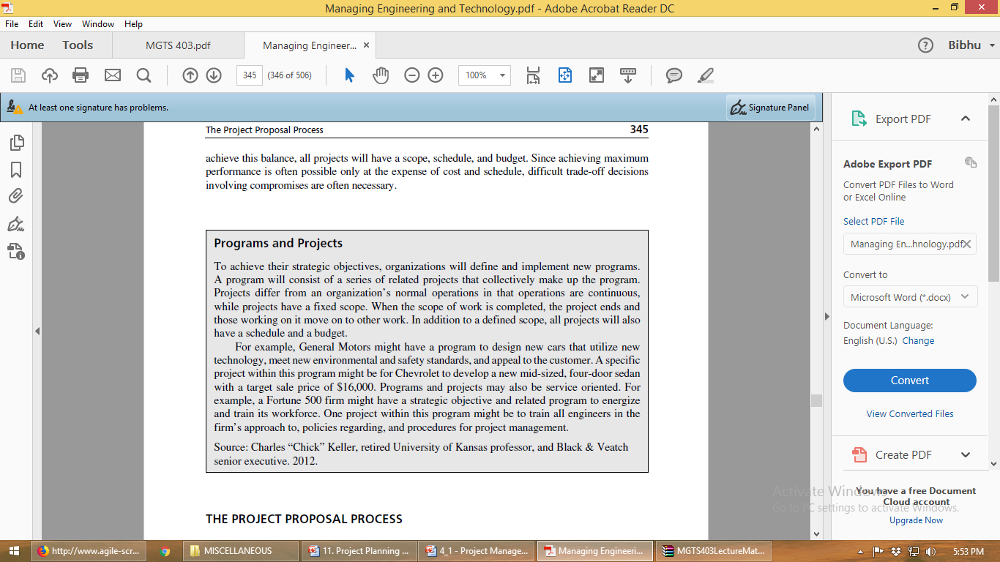 Managing Engineering and Technology.pdf - Adobe Acrobat Reader DC
File Edit View Window Help
Home Tools MGTS 403.pdf Managing Engineer... × Bibhu
345 (346 of 506) 100%
At least one signature has problems. Signature Panel
The Project Proposal Process 345
achieve this balance, all projects will have a scope, schedule, and budget. Since achieving maximum
performance is often possible only at the expense of cost and schedule, difficult trade-off decisions
involving compromises are often necessary.
Programs and Projects
To achieve their strategic objectives, organizations will define and implement new programs.
A program will consist of a series of related projects that collectively make up the program.
Projects differ from an organization's normal operations in that operations are continuous,
while projects have a fixed scope. When the scope of work is completed, the project ends and
those working on it move on to other work. In addition to a defined scope, all projects will also
have a schedule and a budget.
For example, General Motors might have a program to design new cars that utilize new
technology, meet new environmental and safety standards, and appeal to the customer. A specific
project within this program might be for Chevrolet to develop a new mid-sized, four-door sedan
with a target sale price of $16,000. Programs and projects may also be service oriented. For
example, a Fortune 500 firm might have a strategic objective and related program to energize
and train its workforce. One project within this program might be to train all engineers in the
firm's approach to, policies regarding, and procedures for project management.
Source: Charles “Chick” Keller, retired University of Kansas professor, and Black & Veatch
senior executive. 2012.
THE PROJECT PROPOSAL PROCESS
Export PDF
Adobe Export PDF
Convert PDF Files to Word
or Excel Online
Select PDF File
Managing En...hnology.pdf
Convert to
Microsoft Word (*.docx)
Document Language:
English (U.S.) Change
Convert
View Converted Files
Create PDF
You have a free Document
Cloud account
Upgrade Now
Activate Windows
Go to PC settings to activate Windows.
http://www.agile-scr... MISCELLANEOUS 11. Project Planning ... 4_1 - Project Manage... Managing Engineeri... MGTS403LectureMat... 5:53 PM